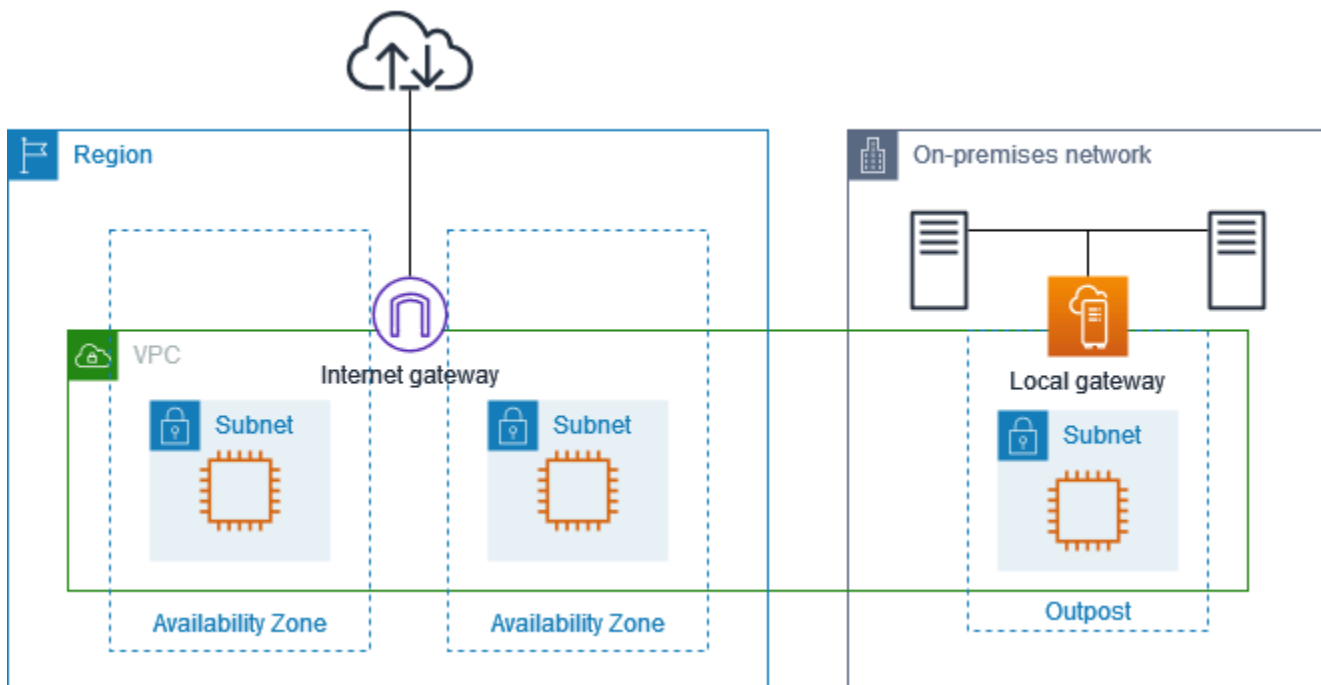 Region
On-premises network
VPC
Internet gateway
Local gateway
Subnet
Subnet
Subnet
Availability Zone
Availability Zone
Outpost